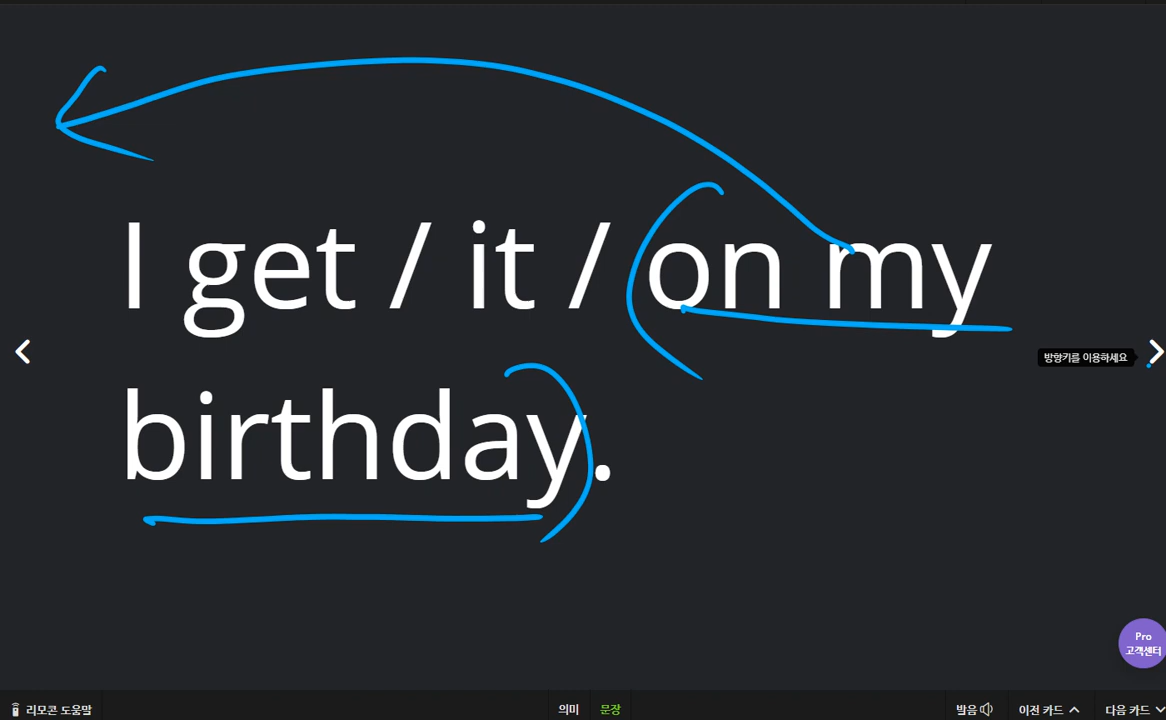 I get / it / on my
birthday.
방향키를 이용하세요
Pro
고객센터
리모콘 도움말
의미
문장
발음
이전 카드
다음 카드